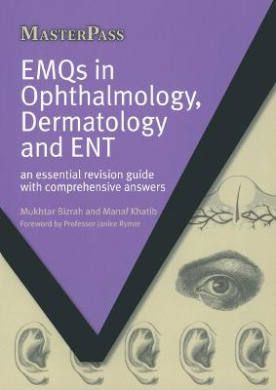 MASTERPASS
EMQs in
Ophthalmology,
Dermatology
and ENT
an essential revision guide
with comprehensive answers
Mukhtar Bizrah and Manaf Khatib
Foreword by Professor Janice Rymer